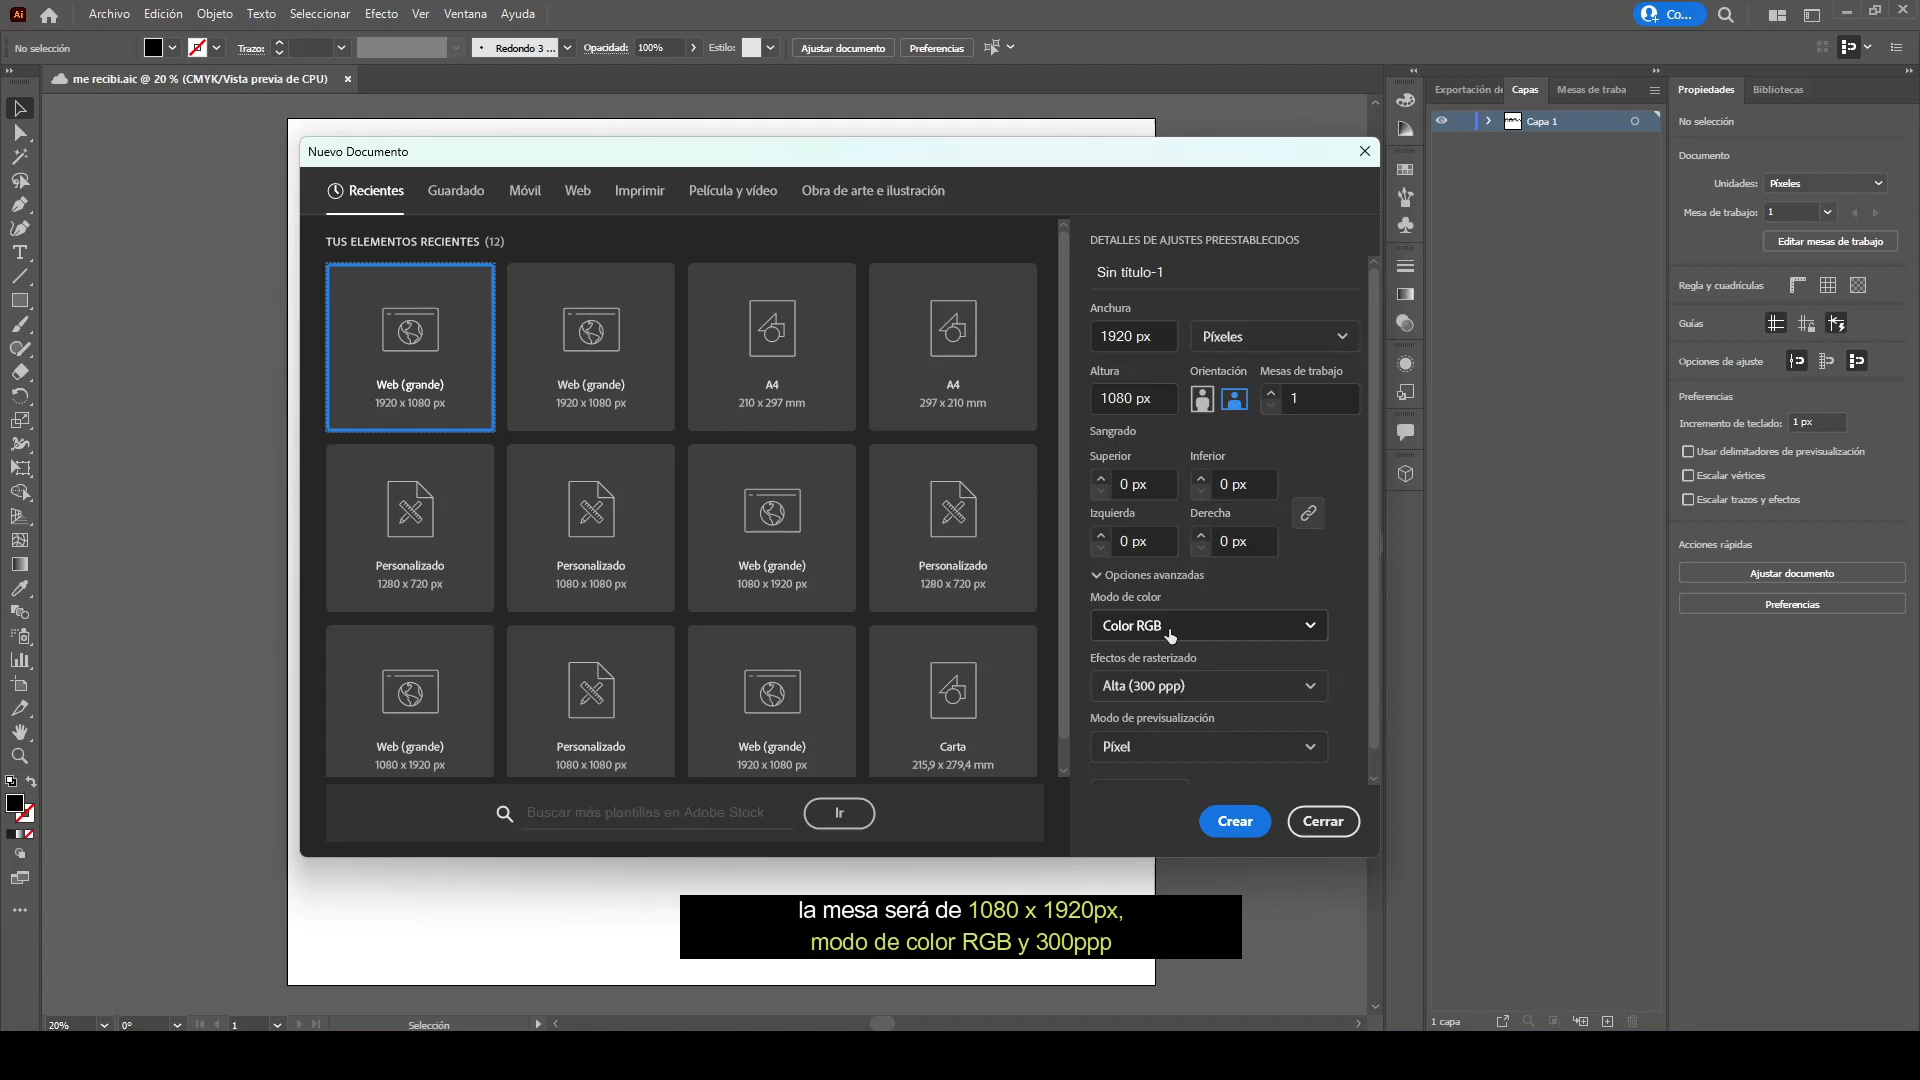 Ai
Archivo Edición Objeto Texto Seleccionar Efecto Ver Ventana Ayuda
Co...
No selección
Trazo:
Redondo 3 ...
Opacidad: 100%
Estilo:
Ajustar documento
Preferencias
me recibi.aic @ 20 % (CMYK/Vista previa de CPU)
Exportación de Capas Mesas de traba
Propiedades Bibliotecas
Capa 1
No selección
Documento
Unidades: Píxeles
Mesa de trabajo: 1
Editar mesas de trabajo
Regla y cuadrículas
Guías
Opciones de ajuste
Preferencias
Incremento de teclado: 1 px
Usar delimitadores de previsualización
Escalar vértices
Escalar trazos y efectos
Acciones rápidas
Ajustar documento
Preferencias
Nuevo Documento
Recientes Guardado Móvil Web Imprimir Película y vídeo Obra de arte e ilustración
TUS ELEMENTOS RECIENTES (12)
Web (grande) Web (grande) A4 A4
1920 x 1080 px 1920 x 1080 px 210 x 297 mm 297 x 210 mm
Personalizado Personalizado Web (grande) Personalizado
1280 x 720 px 1080 x 1080 px 1080 x 1920 px 1280 x 720 px
Web (grande) Personalizado Web (grande) Carta
1080 x 1920 px 1080 x 1080 px 1920 x 1080 px 215,9 x 279,4 mm
Buscar más plantillas en Adobe Stock Ir
DETALLES DE AJUSTES PREESTABLECIDOS
Sin título-1
Anchura
1920 px Píxeles
Altura Orientación Mesas de trabajo
1080 px 1
Sangrado
Superior Inferior
0 px 0 px
Izquierda Derecha
0 px 0 px
Opciones avanzadas
Modo de color
Color RGB
Efectos de rasterizado
Alta (300 ppp)
Modo de previsualización
Píxel
Crear Cerrar
la mesa será de 1080 x 1920px,
modo de color RGB y 300ppp
20% 0° 1 Selección
1 capa